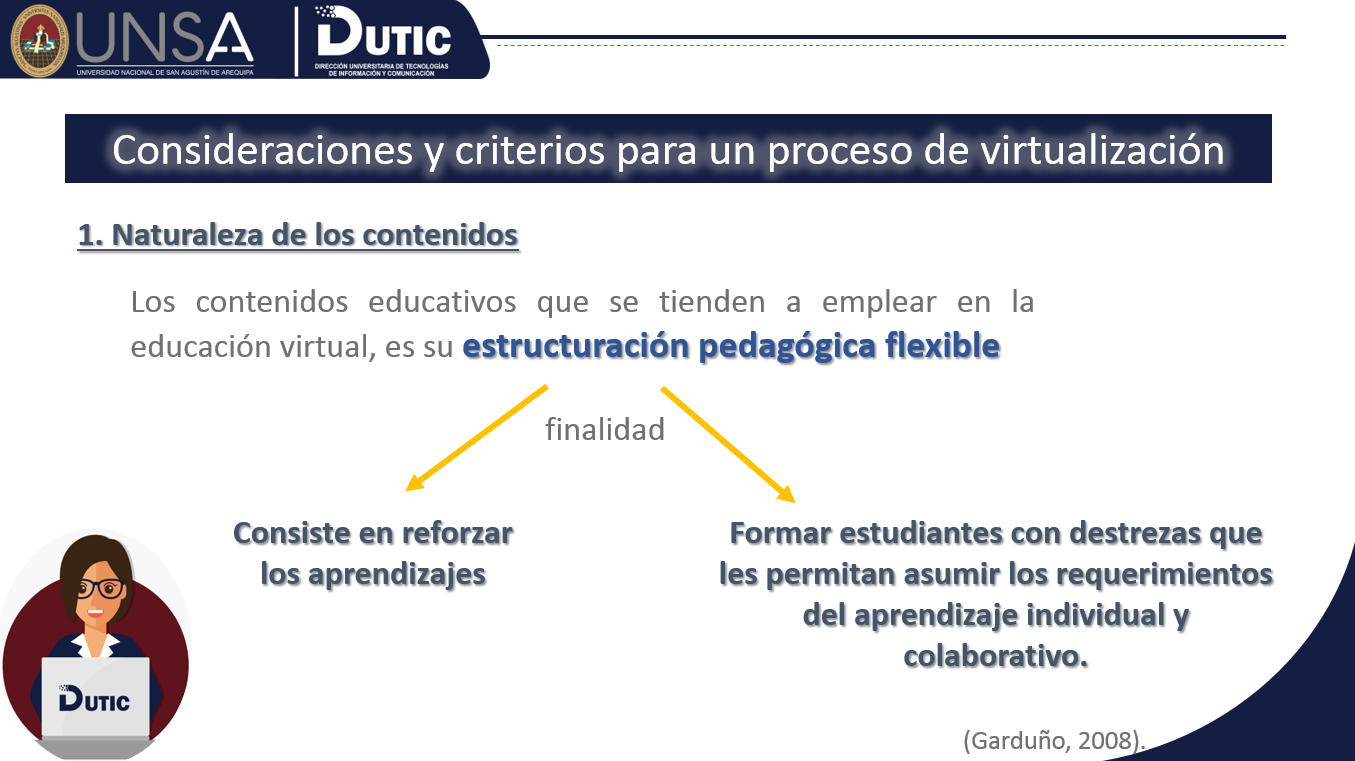 UNSA
UNIVERSIDAD NACIONAL DE SAN AGUSTÍN DE AREQUIPA
DUTIC
DIRECCIÓN UNIVERSITARIA DE TECNOLOGÍAS
DE INFORMACIÓN Y COMUNICACIÓN
Consideraciones y criterios para un proceso de virtualización
1. Naturaleza de los contenidos
Los contenidos educativos que se tienden a emplear en la
educación virtual, es su estructuración pedagógica flexible
finalidad
Consiste en reforzar
los aprendizajes
Formar estudiantes con destrezas que
les permitan asumir los requerimientos
del aprendizaje individual y
colaborativo.
DUTIC
(Garduño, 2008).